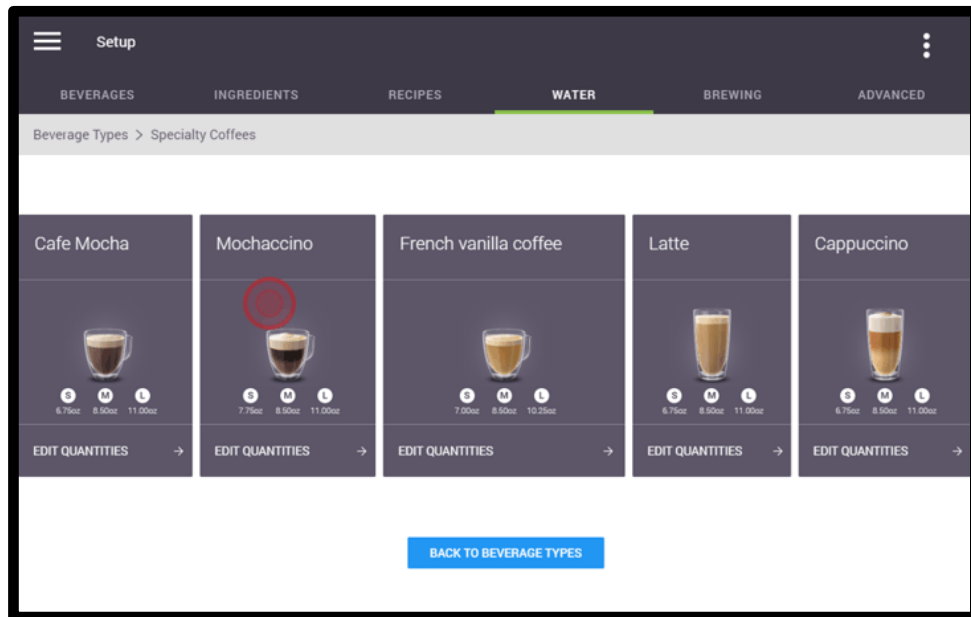 Setup
BEVERAGES INGREDIENTS RECIPES WATER BREWING ADVANCED
Beverage Types > Specialty Coffees
Cafe Mocha
S M L
6.75oz 8.50oz 11.00oz
EDIT QUANTITIES →
Mochaccino
S M L
7.75oz 8.50oz 11.00oz
EDIT QUANTITIES →
French vanilla coffee
S M L
7.00oz 8.50oz 10.25oz
EDIT QUANTITIES →
Latte
S M L
6.75oz 8.50oz 11.00oz
EDIT QUANTITIES →
Cappuccino
S M L
6.75oz 8.50oz 11.00oz
EDIT QUANTITIES →
BACK TO BEVERAGE TYPES